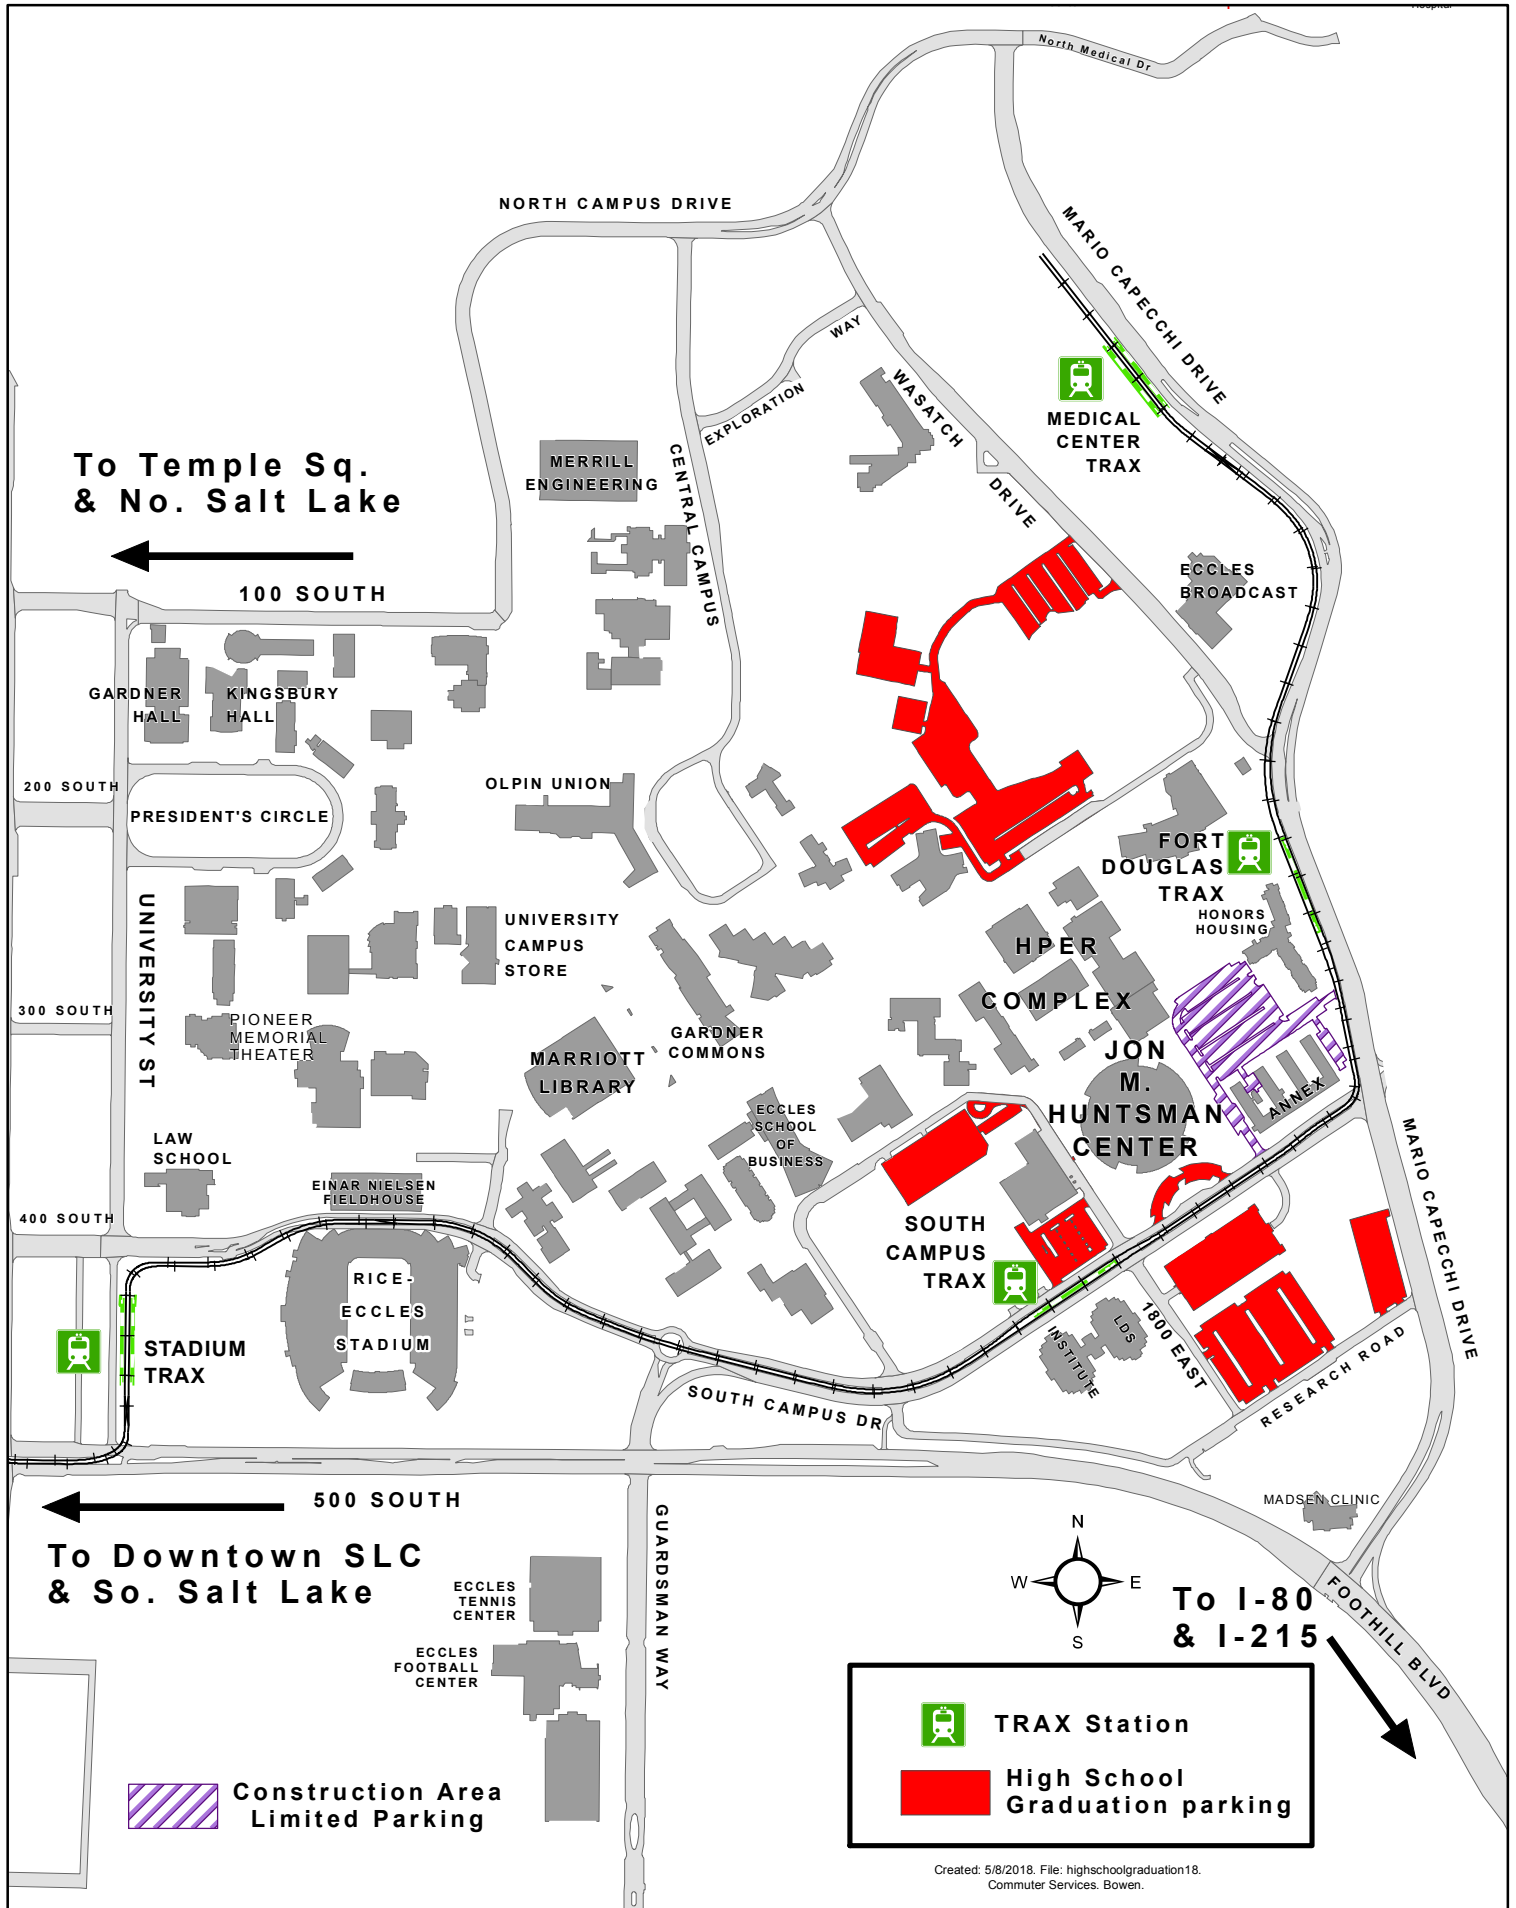 Hospital
North Medical Dr
NORTH CAMPUS DRIVE
MARIO CAPECCHI DRIVE
WAY
EXPLORATION
WASATCH
DRIVE
MEDICAL
CENTER
TRAX
CENTRAL CAMPUS
MERRILL
ENGINEERING
To Temple Sq.
& No. Salt Lake
100 SOUTH
ECCLES
BROADCAST
GARDNER
HALL
KINGSBURY
HALL
200 SOUTH
PRESIDENT'S CIRCLE
OLPIN UNION
FORT
DOUGLAS
TRAX
HONORS
HOUSING
UNIVERSITY ST
UNIVERSITY
CAMPUS
STORE
HPER
COMPLEX
300 SOUTH
PIONEER
MEMORIAL
THEATER
GARDNER
COMMONS
MARRIOTT
LIBRARY
JON
M.
HUNTSMAN
CENTER
ANNEX
ECCLES
SCHOOL
OF
BUSINESS
LAW
SCHOOL
EINAR NIELSEN
FIELDHOUSE
400 SOUTH
MARIO CAPECCHI DRIVE
SOUTH
CAMPUS
TRAX
RICE-
ECCLES
STADIUM
STADIUM
TRAX
LDS
INSTITUTE
1800 EAST
RESEARCH ROAD
SOUTH CAMPUS DR
500 SOUTH
To Downtown SLC
& So. Salt Lake
GUARDSMAN WAY
MADSEN CLINIC
N
W
E
S
To I-80
& I-215
FOOTHILL BLVD
ECCLES
TENNIS
CENTER
ECCLES
FOOTBALL
CENTER
TRAX Station
High School
Graduation parking
Construction Area
Limited Parking
Created: 5/8/2018. File: highschoolgraduation18.
Commuter Services. Bowen.